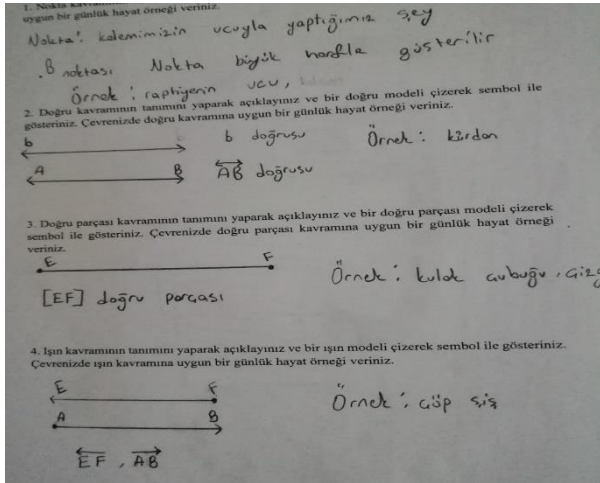 1. Nokta
uygun bir günlük hayat örneği veriniz.
Nokta: kalemimizin ucuyla yaptığımız şey
.B noktası Nokta büyük harfle gösterilir
Örnek: raptiyenin ucu,
2. Doğru kavramının tanımını yaparak açıklayınız ve bir doğru modeli çizerek sembol ile
gösteriniz. Çevrenizde doğru kavramına uygun bir günlük hayat örneği veriniz.
b b doğrusu Örnek: kürdan
A B AB doğrusu
3. Doğru parçası kavramının tanımını yaparak açıklayınız ve bir doğru parçası modeli çizerek
sembol ile gösteriniz. Çevrenizde doğru parçası kavramına uygun bir günlük hayat örneği
veriniz.
E F Örnek: kulak çubuğu,
[EF] doğru parçası
4. Işın kavramının tanımını yaparak açıklayınız ve bir ışın modeli çizerek sembol ile gösteriniz.
Çevrenizde ışın kavramına uygun bir günlük hayat örneği veriniz.
E F Örnek: çöp şiş
A B
EF, AB